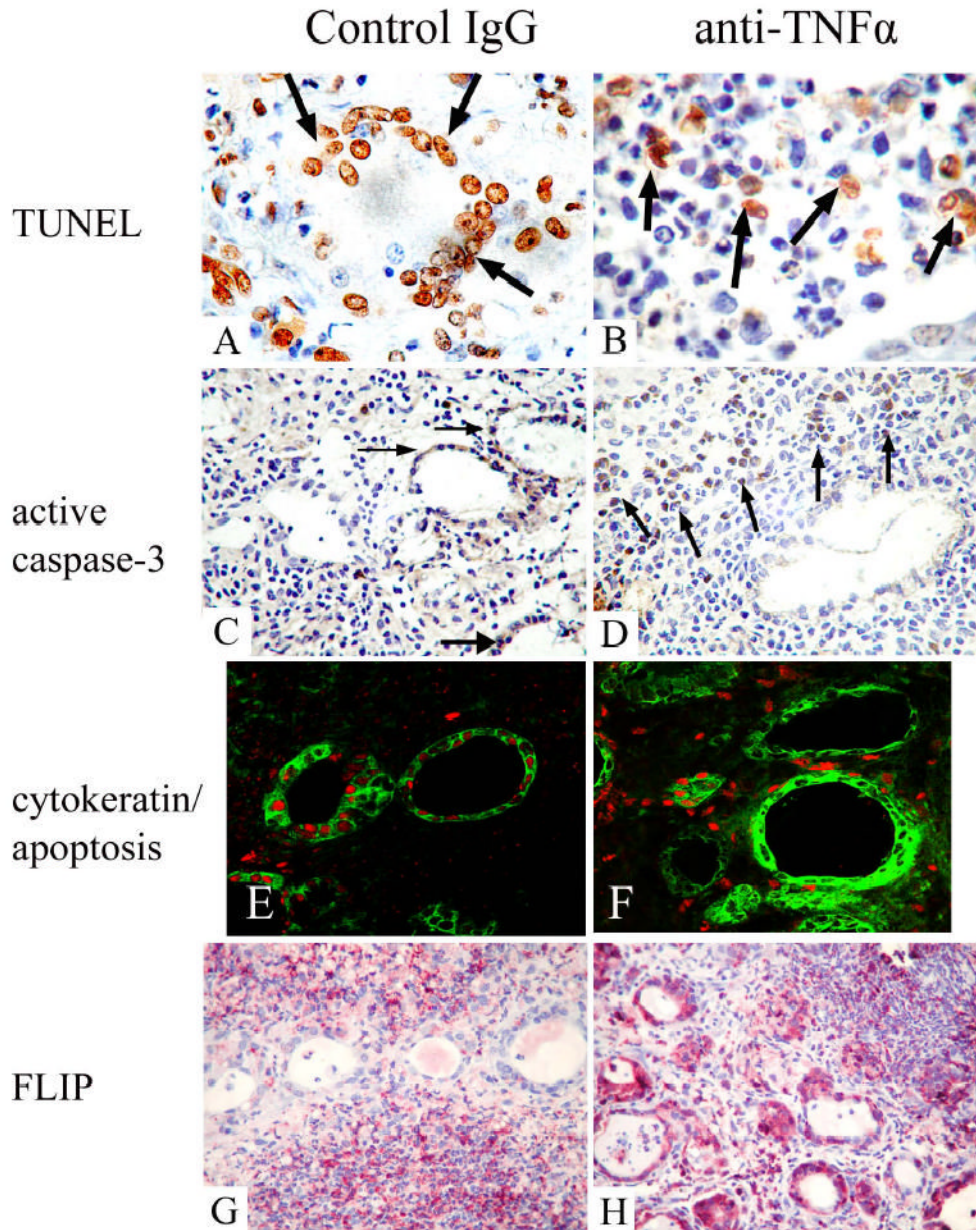 Control IgG
anti-TNFα
TUNEL
A
B
active
caspase-3
C
D
cytokeratin/
apoptosis
E
F
FLIP
G
H